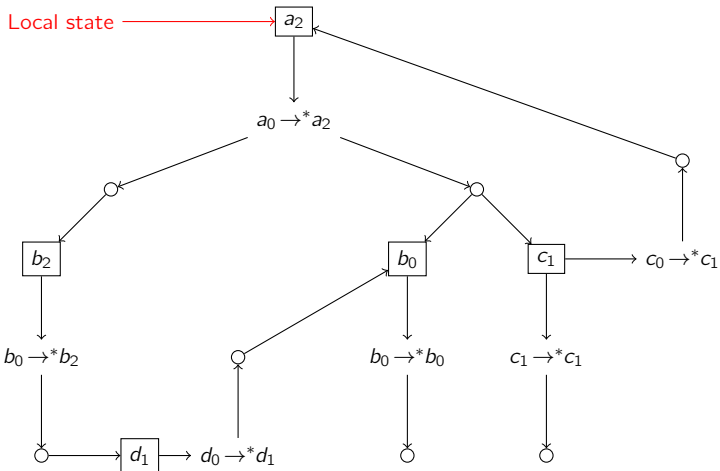 Local state
a₂
a₀ →* a₂
b₂
b₀
c₁
c₀ →* c₁
b₀ →* b₂
b₀ →* b₀
c₁ →* c₁
d₁
d₀ →* d₁